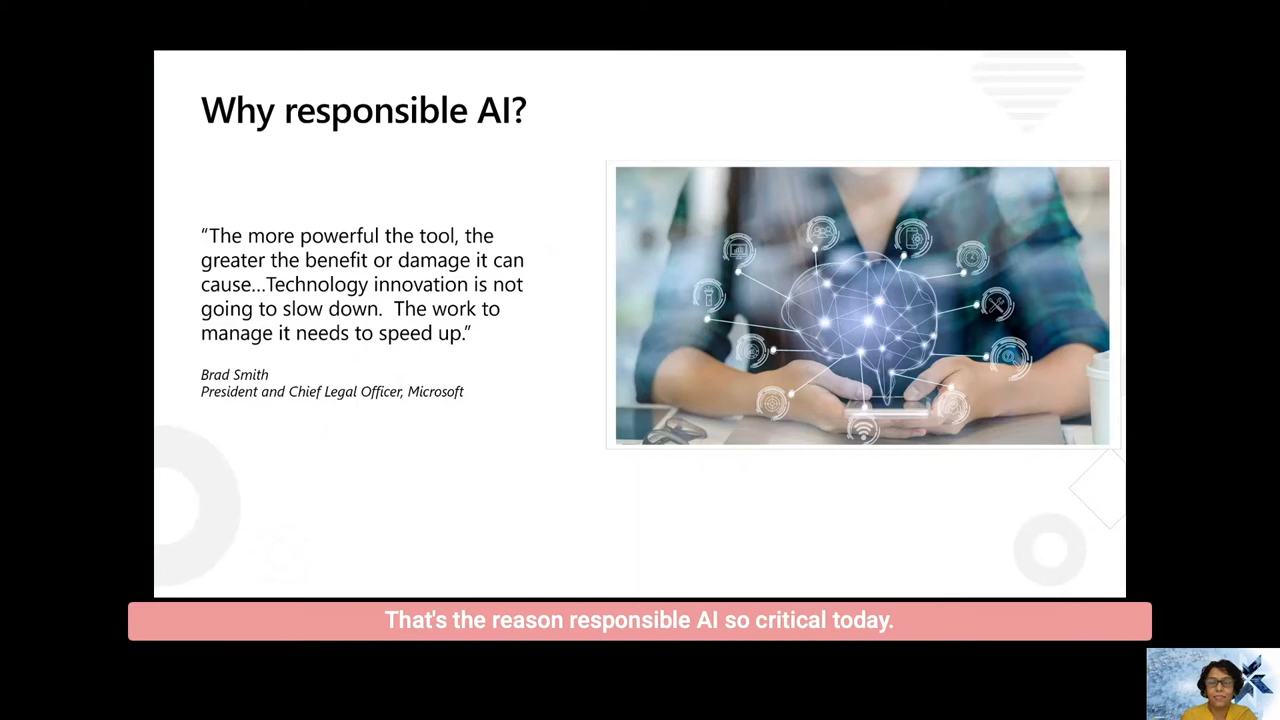 Why responsible AI?
“The more powerful the tool, the
greater the benefit or damage it can
cause...Technology innovation is not
going to slow down.  The work to
manage it needs to speed up.”
Brad Smith
President and Chief Legal Officer, Microsoft
That's the reason responsible AI so critical today.